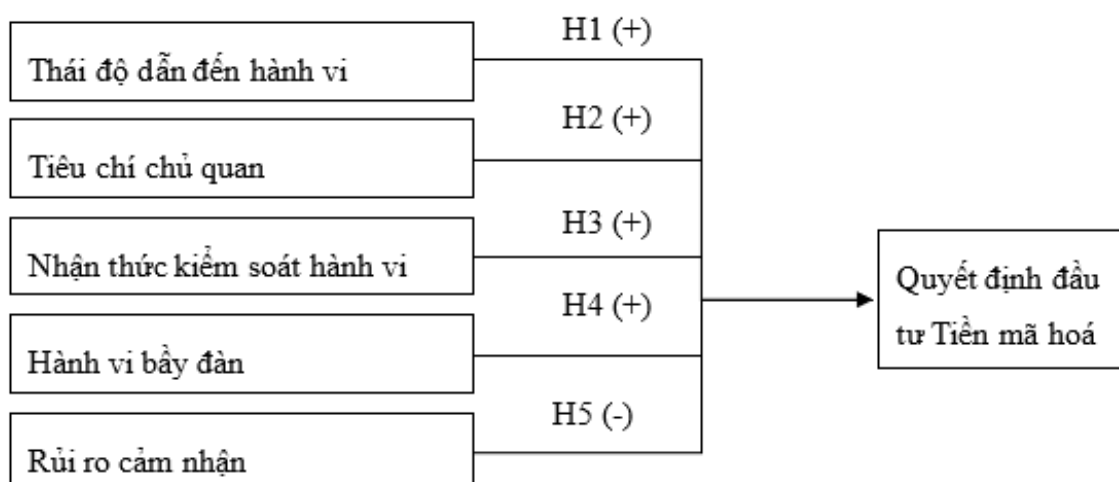 H1 (+)
Thái độ dẫn đến hành vi
H2 (+)
Tiêu chí chủ quan
H3 (+)
Nhận thức kiểm soát hành vi
Quyết định đầu
tư Tiền mã hoá
H4 (+)
Hành vi bầy đàn
H5 (-)
Rủi ro cảm nhận